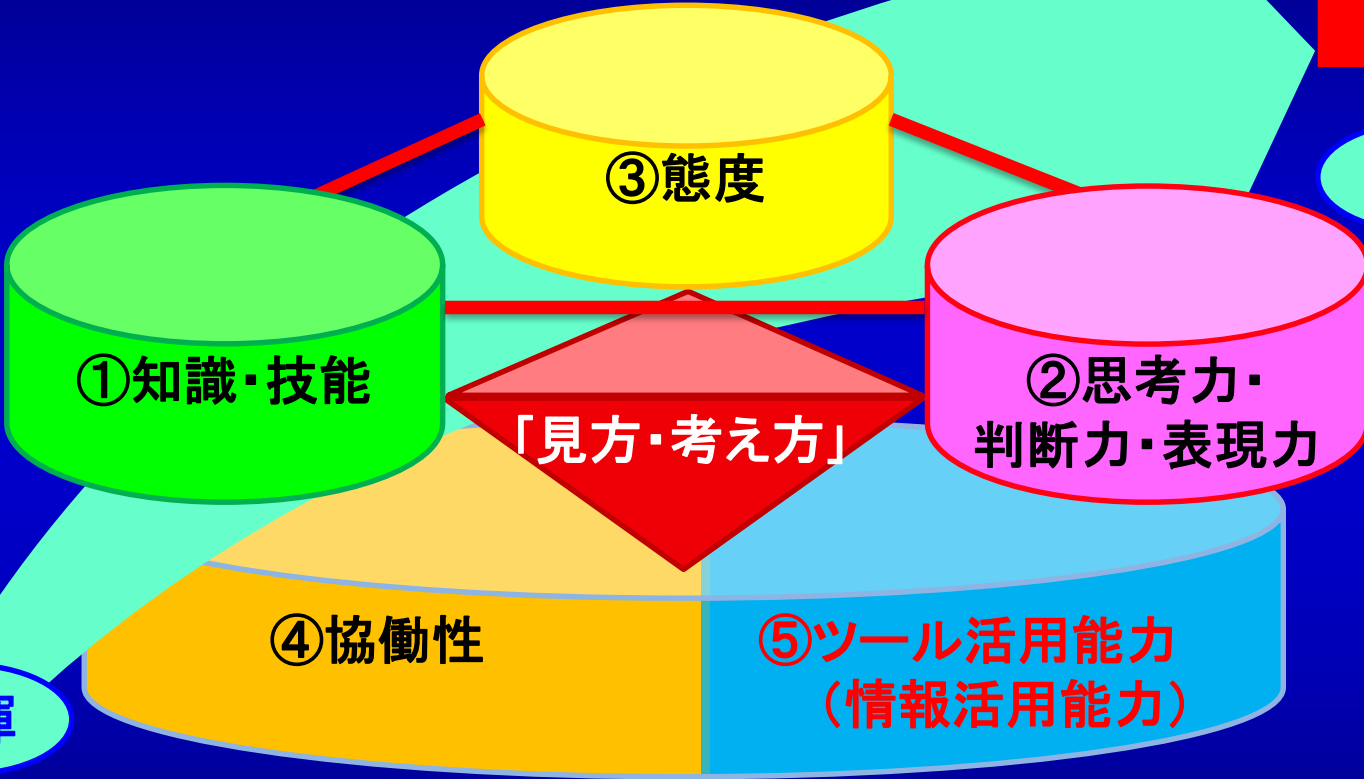 ③態度
①知識・技能
②思考力・
判断力・表現力
「見方・考え方」
④協働性
⑤ツール活用能力
（情報活用能力）